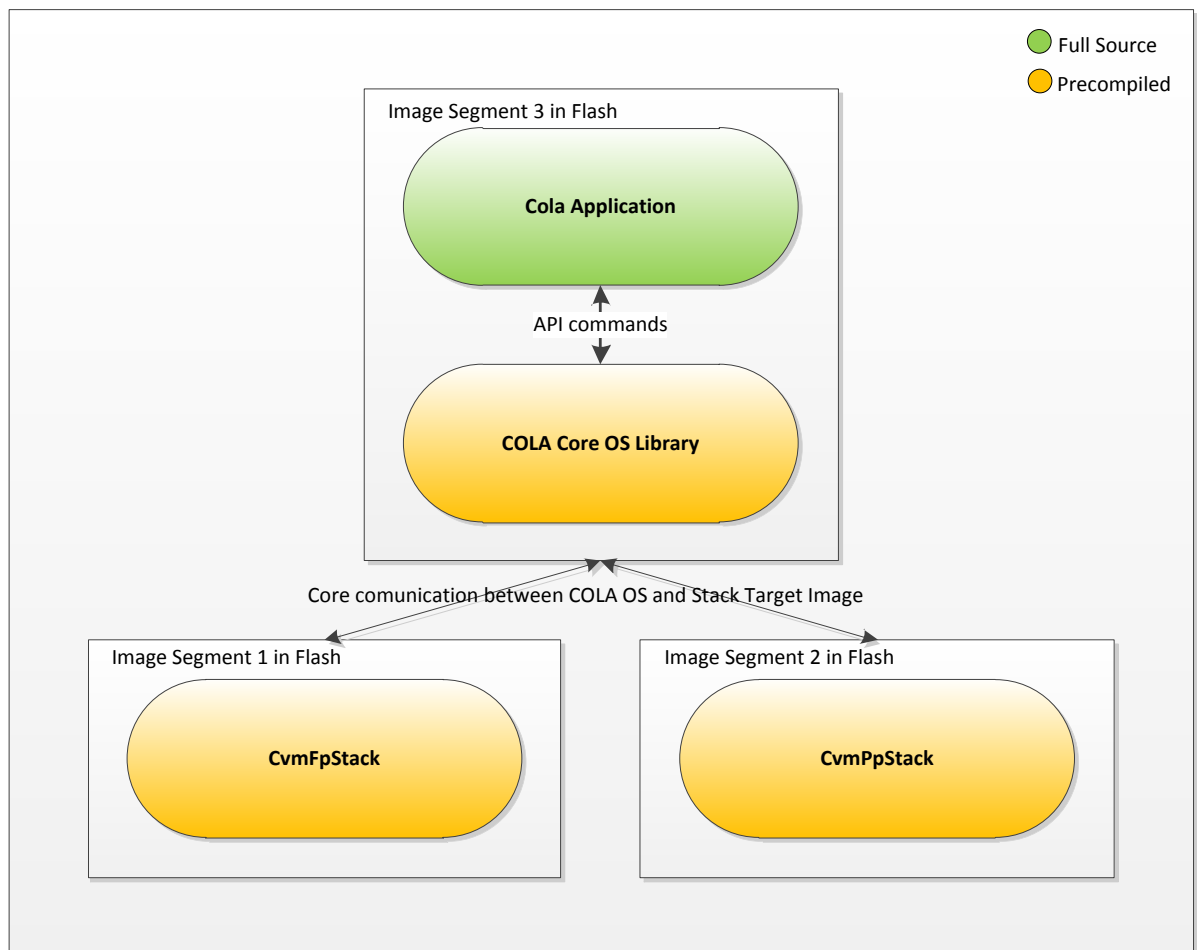 Full Source
Precompiled
Image Segment 3 in Flash
Cola Application
API commands
COLA Core OS Library
Core comunication between COLA OS and Stack Target Image
Image Segment 1 in Flash
CvmFpStack
Image Segment 2 in Flash
CvmPpStack